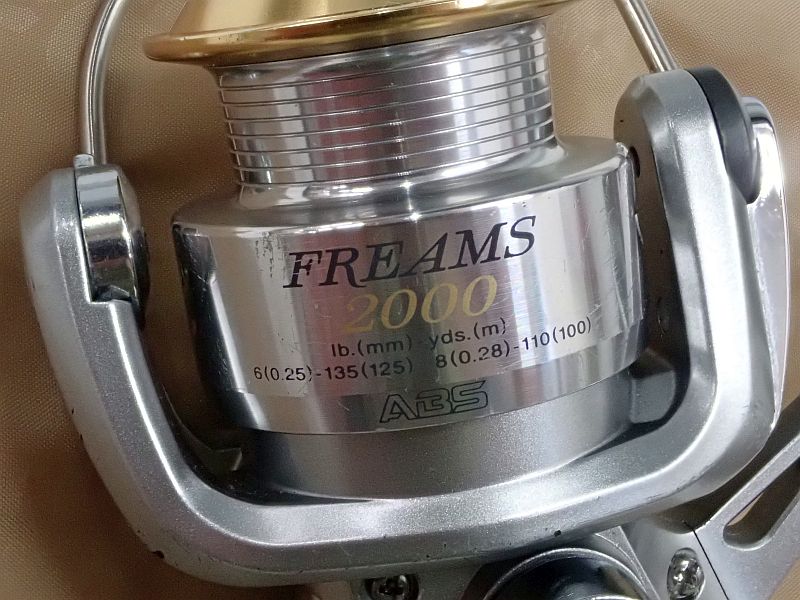 FREAMS
2000
lb.(mm) - yds.(m)
6(0.25)-135(125) 8(0.28)-110(100)
ABS